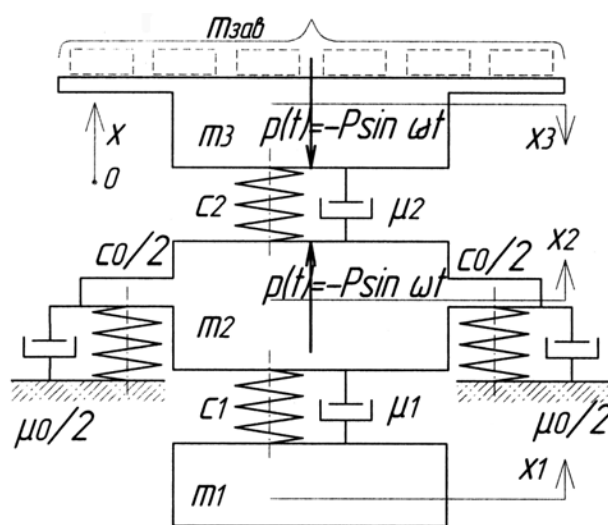 mзав
x
0
m3
p(t)=-Psin ωt
x3
c2
μ2
c0/2
c0/2
x2
p(t)=-Psin ωt
m2
μ0/2
μ0/2
c1
μ1
x1
m1